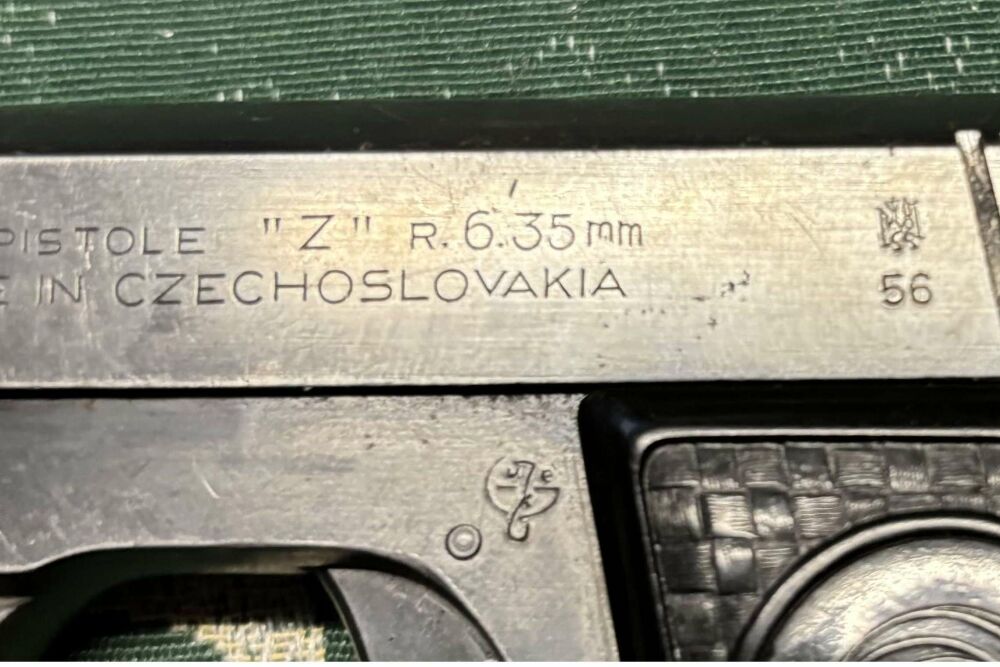 PISTOLE "Z" R. 6.35mm
E IN CZECHOSLOVAKIA
56